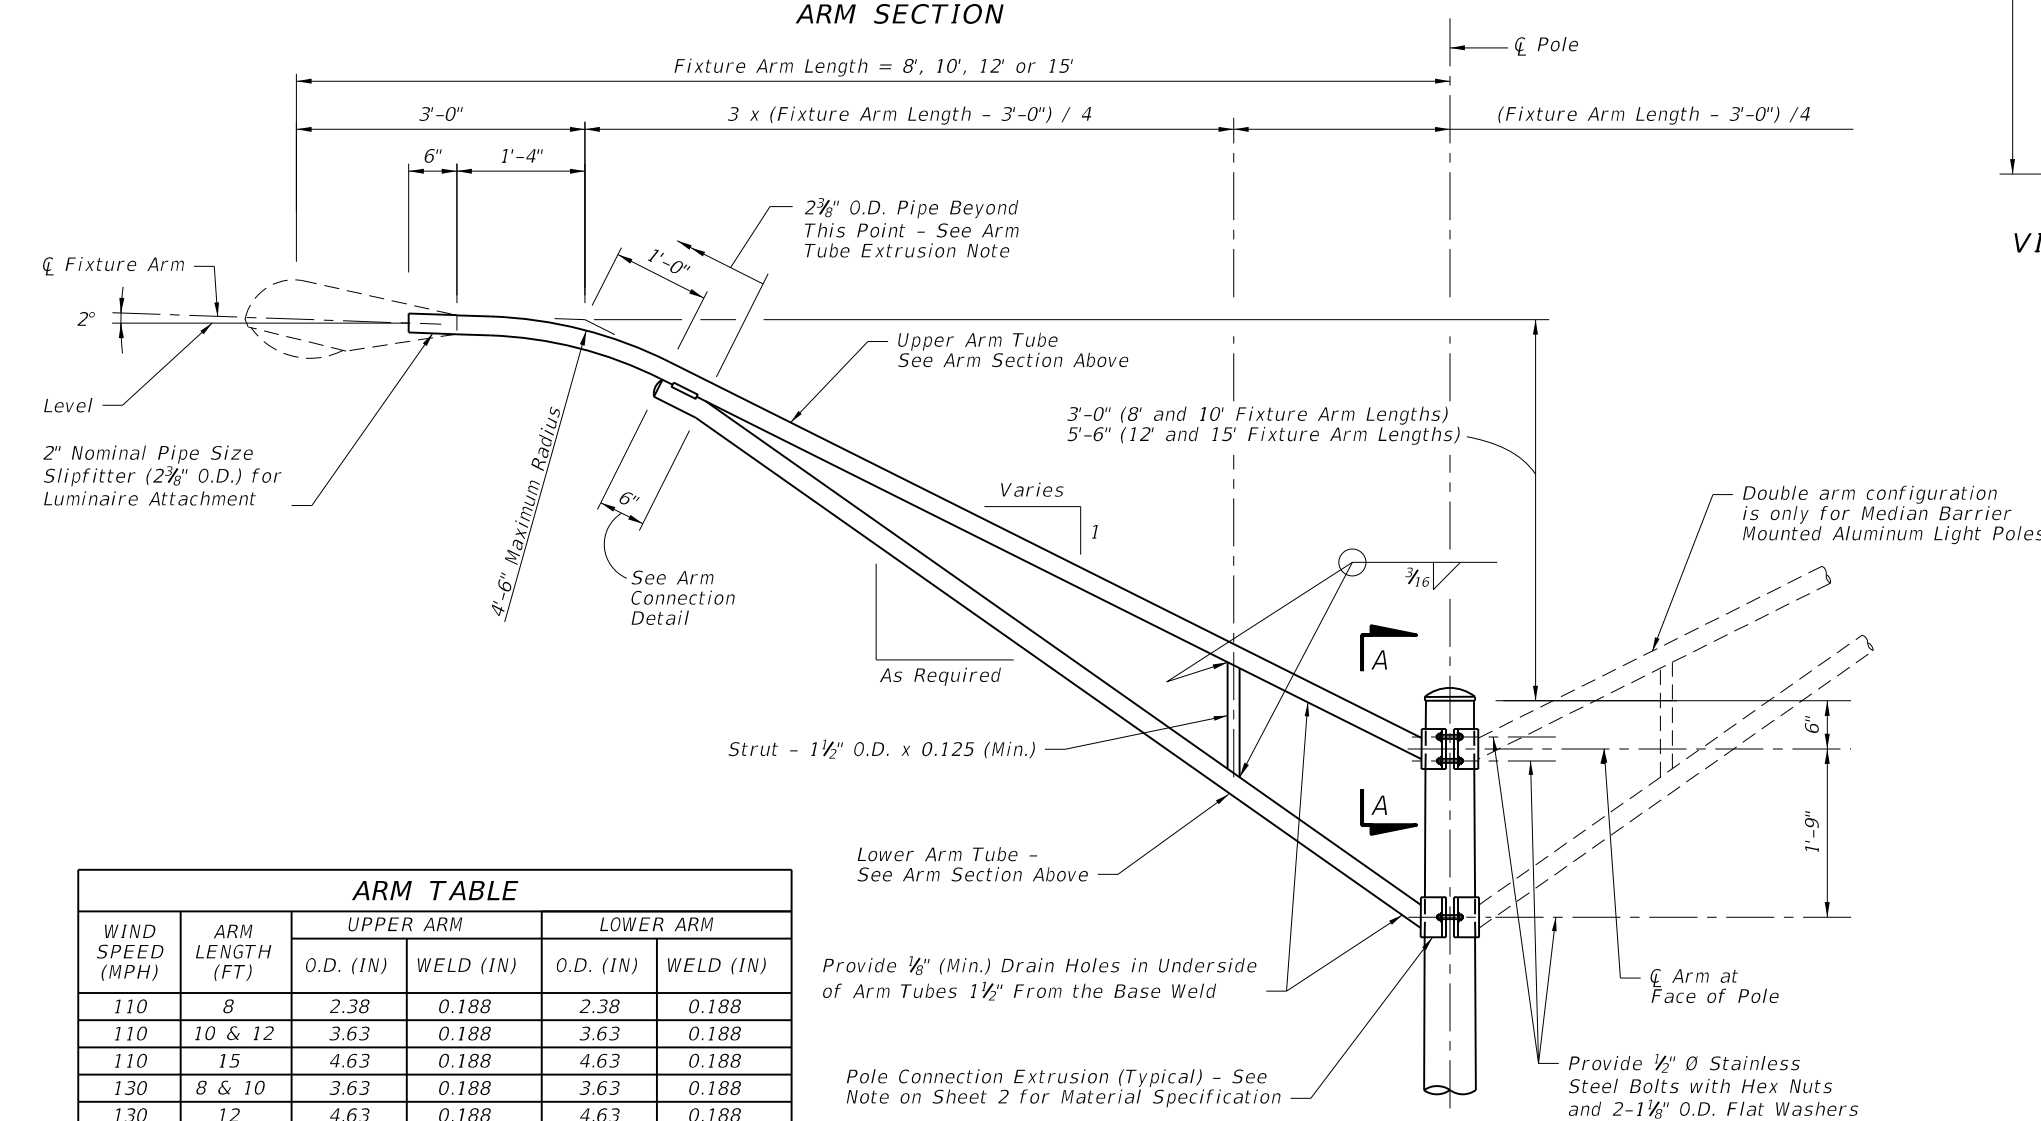 ARM SECTION
℄ Pole
Fixture Arm Length = 8', 10', 12' or 15'
3'-0"
3 x (Fixture Arm Length - 3'-0") / 4
(Fixture Arm Length - 3'-0") /4
6"
1'-4"
2⅜" O.D. Pipe Beyond
This Point - See Arm
Tube Extrusion Note
1'-0"
℄ Fixture Arm
2°
Level
2" Nominal Pipe Size
Slipfitter (2⅜" O.D.) for
Luminaire Attachment
4'-6" Maximum Radius
6"
See Arm
Connection
Detail
Upper Arm Tube
See Arm Section Above
3'-0" (8' and 10' Fixture Arm Lengths)
5'-6" (12' and 15' Fixture Arm Lengths)
Varies
1
As Required
3/16
Double arm configuration
is only for Median Barrier
Mounted Aluminum Light Poles
A
A
Strut - 1½" O.D. x 0.125 (Min.)
6"
1'-9"
Lower Arm Tube -
See Arm Section Above
Provide ⅛" (Min.) Drain Holes in Underside
of Arm Tubes 1½" From the Base Weld
℄ Arm at
Face of Pole
Pole Connection Extrusion (Typical) - See
Note on Sheet 2 for Material Specification
Provide ½" Ø Stainless
Steel Bolts with Hex Nuts
and 2-1⅛" O.D. Flat Washers
ARM TABLE
WIND SPEED (MPH) ARM LENGTH (FT) UPPER ARM LOWER ARM
O.D. (IN) WELD (IN) O.D. (IN) WELD (IN)
110 8 2.38 0.188 2.38 0.188
110 10 & 12 3.63 0.188 3.63 0.188
110 15 4.63 0.188 4.63 0.188
130 8 & 10 3.63 0.188 3.63 0.188
130 12 4.63 0.188 4.63 0.188